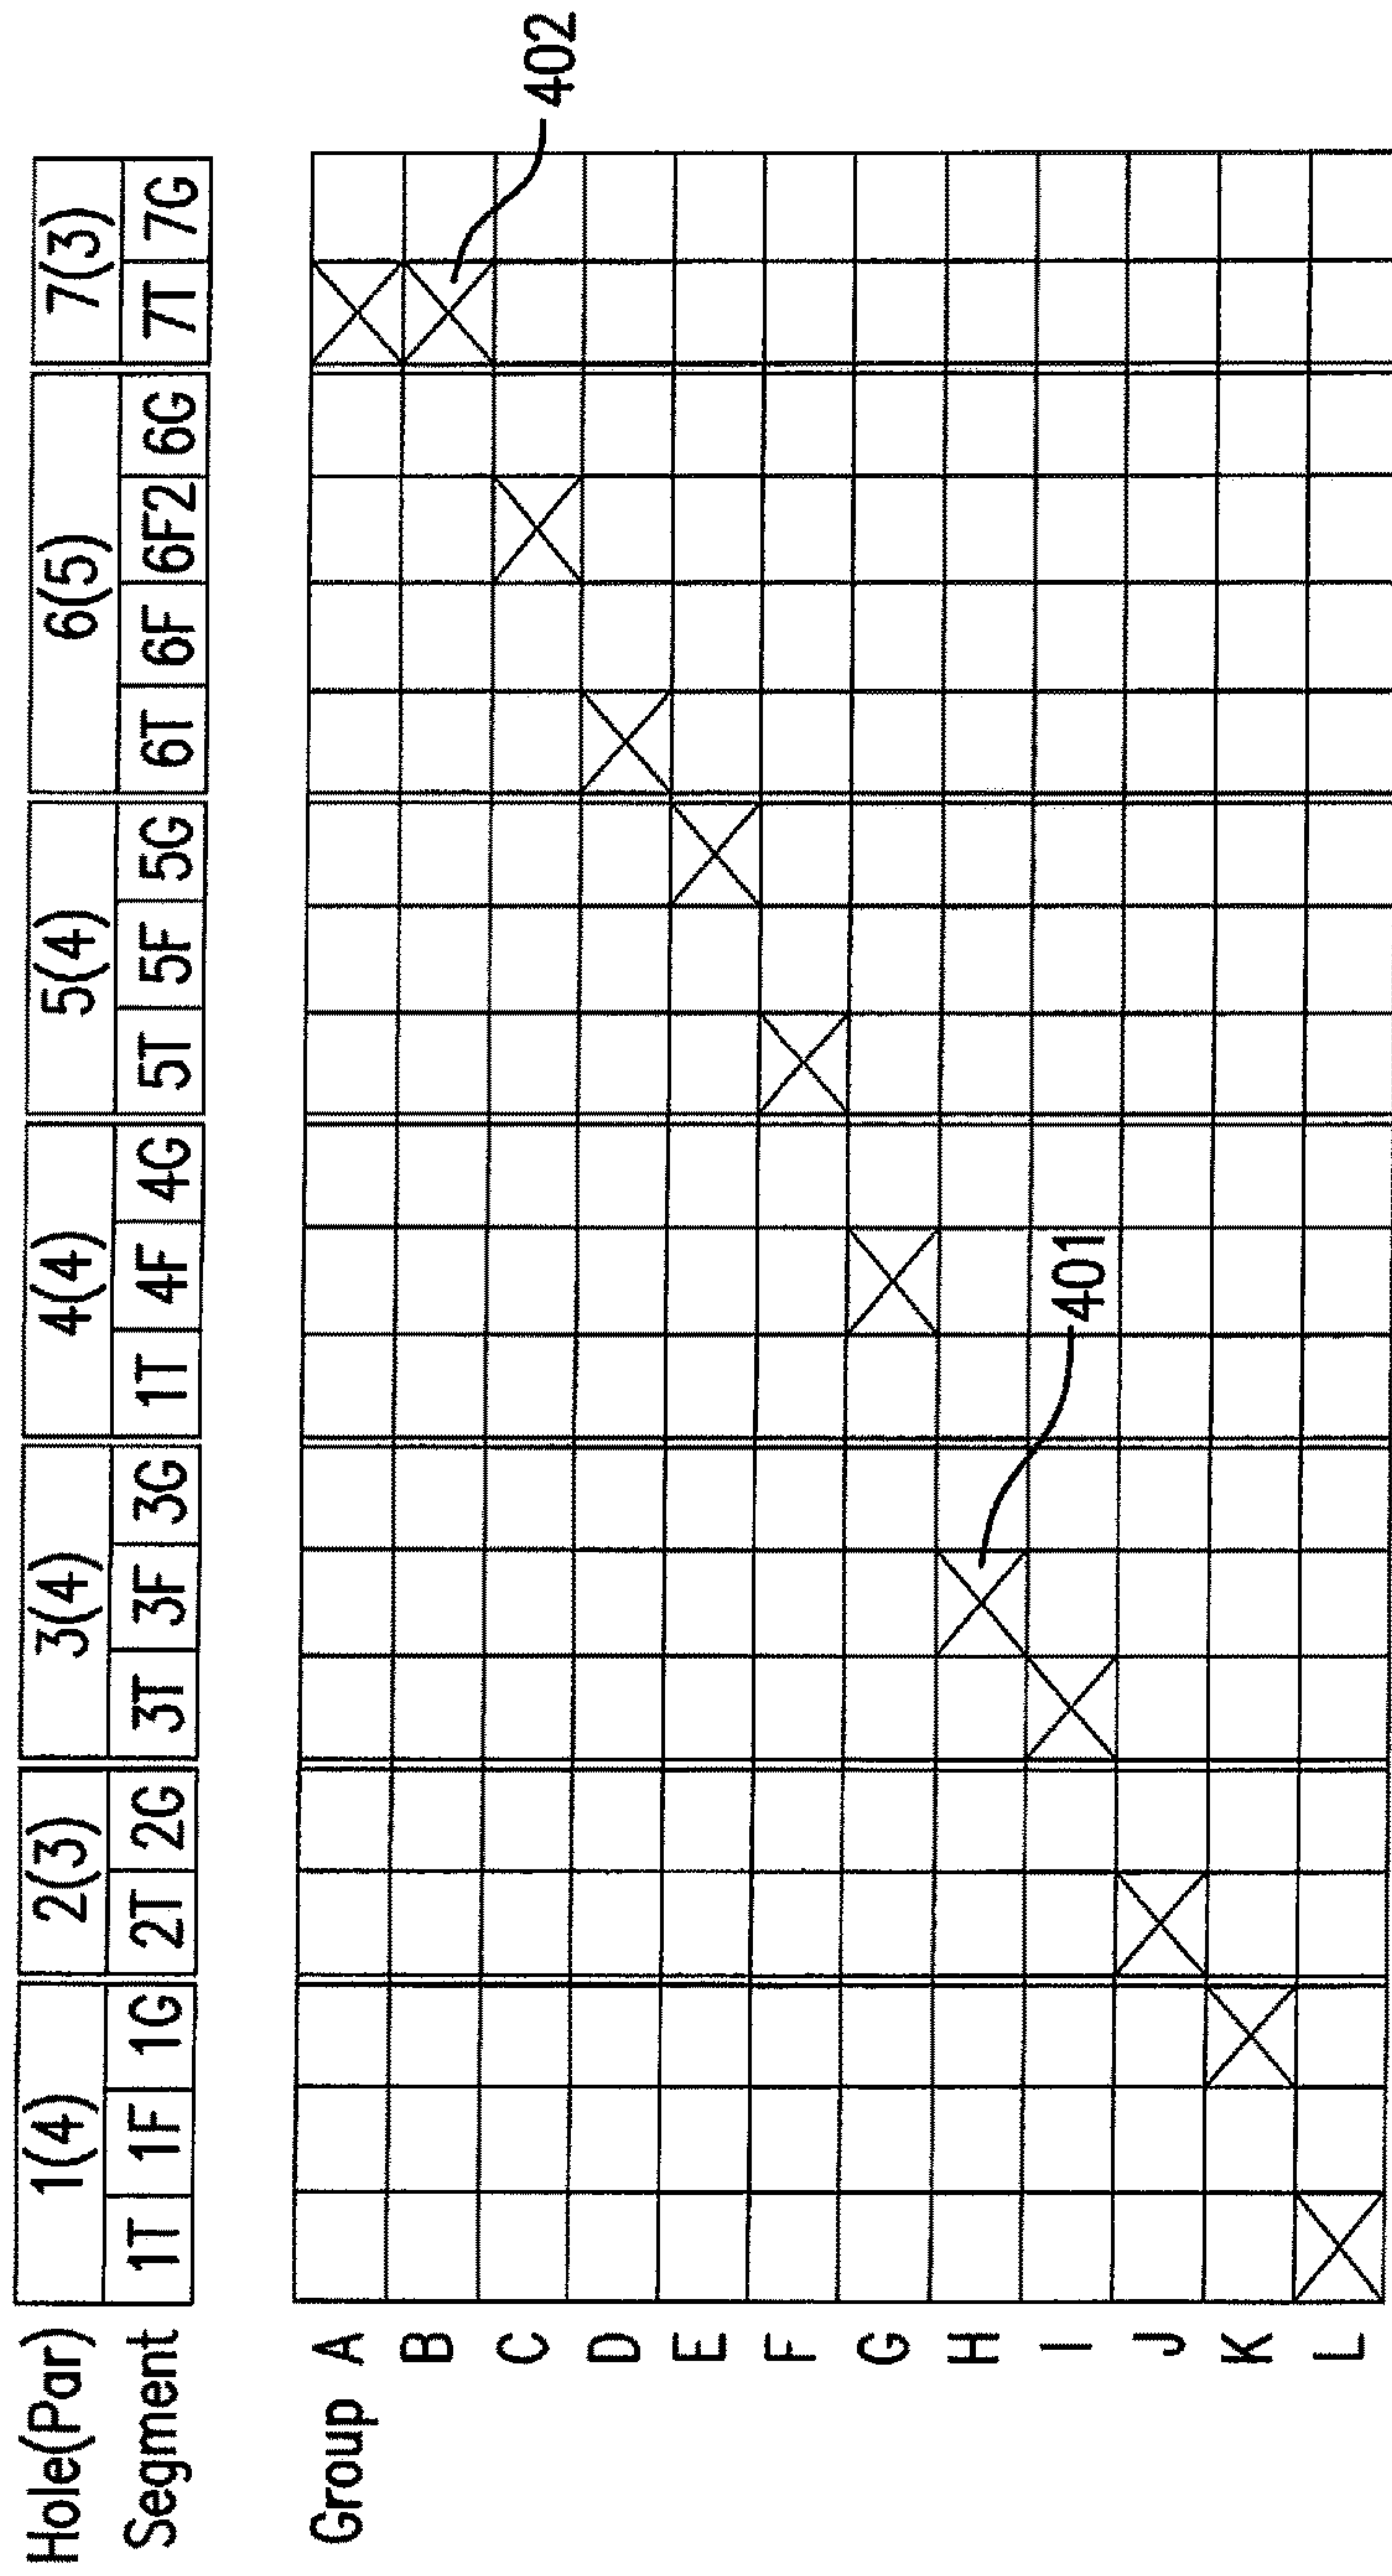 Hole(Par) 1(4) 2(3) 3(4) 4(4) 5(4) 6(5) 7(3)
Segment 1T 1F 1G 2T 2G 3T 3F 3G 1T 4F 4G 5T 5F 5G 6T 6F 6F2 6G 7T 7G
402
Group A
B
C
D
E
F
G
H
I
401
J
K
L